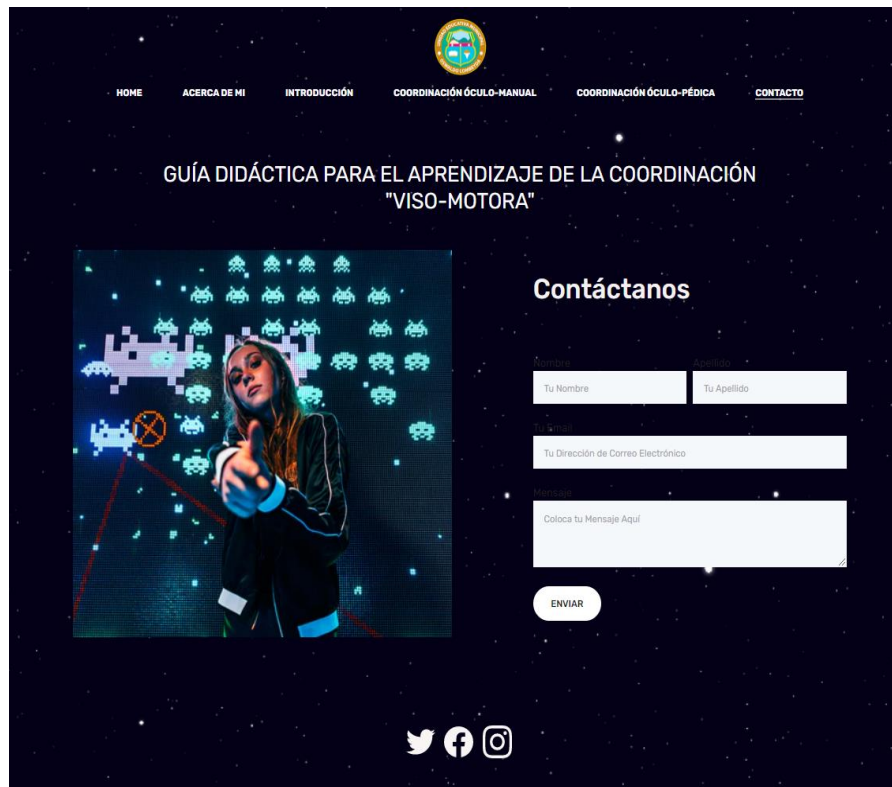 HOME ACERCA DE MI INTRODUCCIÓN COORDINACIÓN ÓCULO-MANUAL COORDINACIÓN ÓCULO-PÉDICA CONTACTO
GUÍA DIDÁCTICA PARA EL APRENDIZAJE DE LA COORDINACIÓN
"VISO-MOTORA"
Contáctanos
Nombre Apellido
Tu Nombre Tu Apellido
Tu Email
Tu Dirección de Correo Electrónico
Mensaje
Coloca tu Mensaje Aquí
ENVIAR